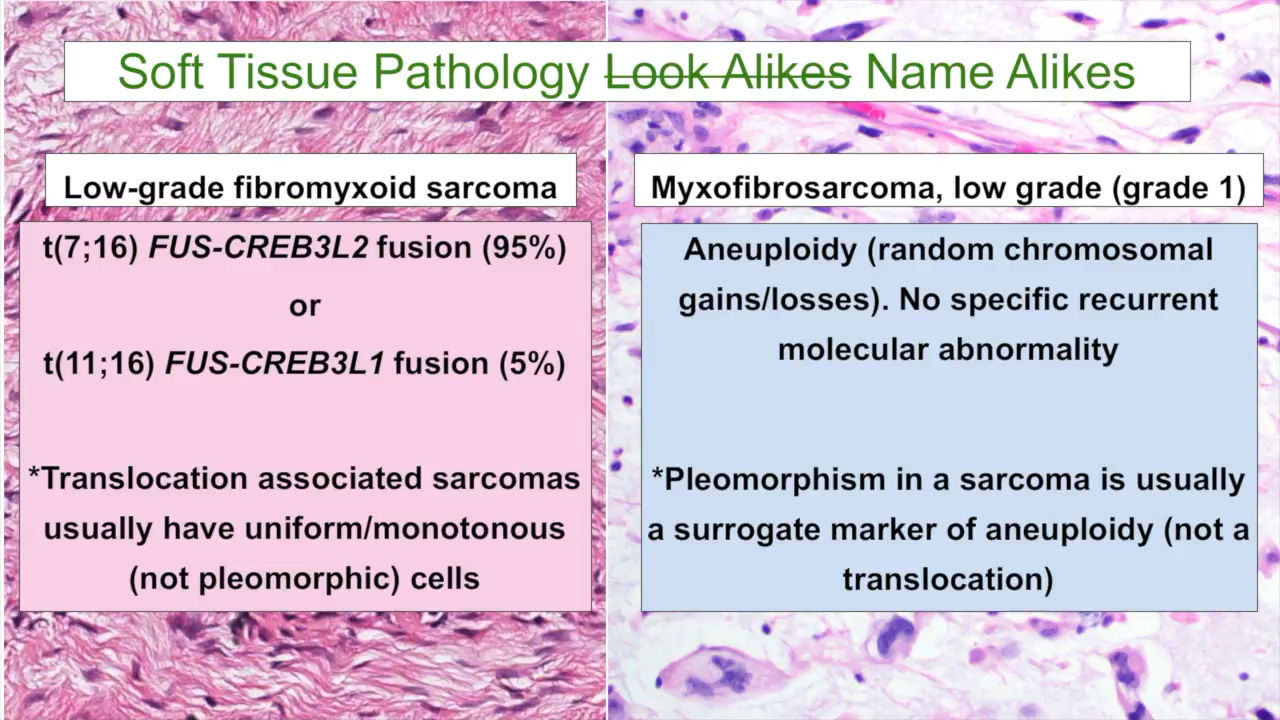 Soft Tissue Pathology Look Alikes Name Alikes
Low-grade fibromyxoid sarcoma
t(7;16) FUS-CREB3L2 fusion (95%)
or
t(11;16) FUS-CREB3L1 fusion (5%)
*Translocation associated sarcomas
usually have uniform/monotonous
(not pleomorphic) cells
Myxofibrosarcoma, low grade (grade 1)
Aneuploidy (random chromosomal
gains/losses). No specific recurrent
molecular abnormality
*Pleomorphism in a sarcoma is usually
a surrogate marker of aneuploidy (not a
translocation)